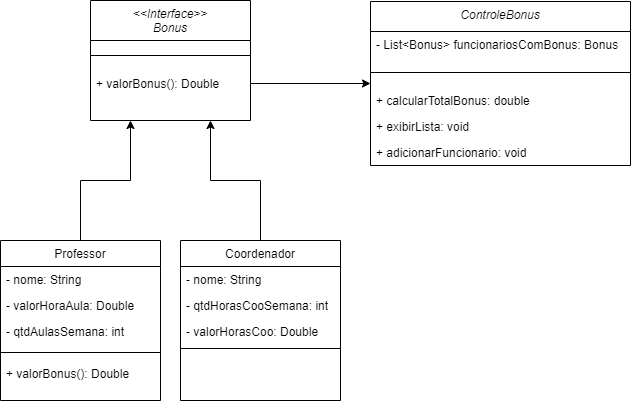 <<Interface>>
Bonus
+ valorBonus(): Double
ControleBonus
- List<Bonus> funcionariosComBonus: Bonus
+ calcularTotalBonus: double
+ exibirLista: void
+ adicionarFuncionario: void
Professor
- nome: String
- valorHoraAula: Double
- qtdAulasSemana: int
+ valorBonus(): Double
Coordenador
- nome: String
- qtdHorasCooSemana: int
- valorHorasCoo: Double